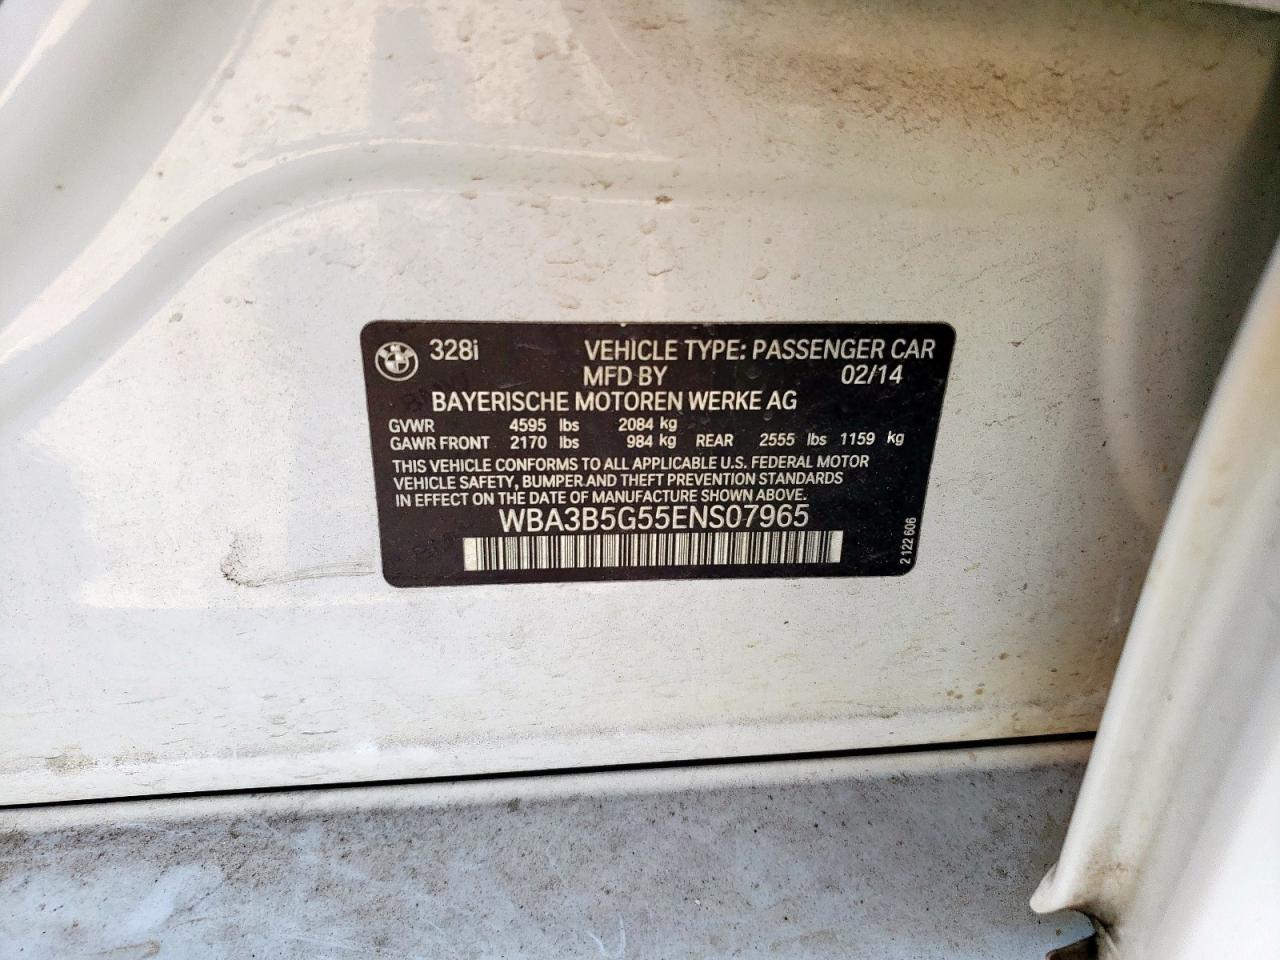 328i VEHICLE TYPE: PASSENGER CAR
MFD BY 02/14
BAYERISCHE MOTOREN WERKE AG
GVWR 4595 lbs 2084 kg
GAWR FRONT 2170 lbs 984 kg REAR 2555 lbs 1159 kg
THIS VEHICLE CONFORMS TO ALL APPLICABLE U.S. FEDERAL MOTOR
VEHICLE SAFETY, BUMPER AND THEFT PREVENTION STANDARDS
IN EFFECT ON THE DATE OF MANUFACTURE SHOWN ABOVE.
WBA3B5G55ENS07965
2 122 606